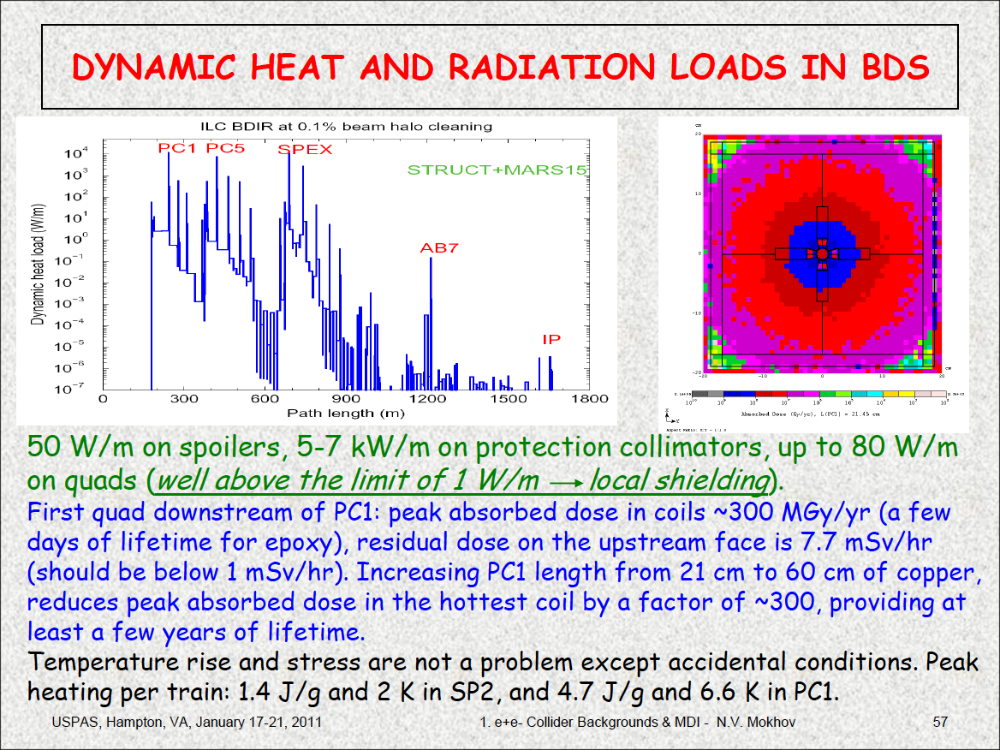 DYNAMIC HEAT AND RADIATION LOADS IN BDS
ILC BDIR at 0.1% beam halo cleaning
PC1 PC5 SPEX
STRUCT+MARS15
AB7
IP
Dynamic heat load (W/m)
10^4
10^3
10^2
10^1
10^0
10^-1
10^-2
10^-3
10^-4
10^-5
10^-6
10^-7
0 300 600 900 1200 1500 1800
Path length (m)
cm
20
10
0
-10
-20
-20 -10 0 10 20
cm
Absorbed Dose (Gy/yr), L(PC1) = 21.45 cm
50 W/m on spoilers, 5-7 kW/m on protection collimators, up to 80 W/m
on quads (well above the limit of 1 W/m → local shielding).
First quad downstream of PC1: peak absorbed dose in coils ~300 MGy/yr (a few
days of lifetime for epoxy), residual dose on the upstream face is 7.7 mSv/hr
(should be below 1 mSv/hr). Increasing PC1 length from 21 cm to 60 cm of copper,
reduces peak absorbed dose in the hottest coil by a factor of ~300, providing at
least a few years of lifetime.
Temperature rise and stress are not a problem except accidental conditions. Peak
heating per train: 1.4 J/g and 2 K in SP2, and 4.7 J/g and 6.6 K in PC1.
USPAS, Hampton, VA, January 17-21, 2011
1. e+e- Collider Backgrounds & MDI - N.V. Mokhov
57